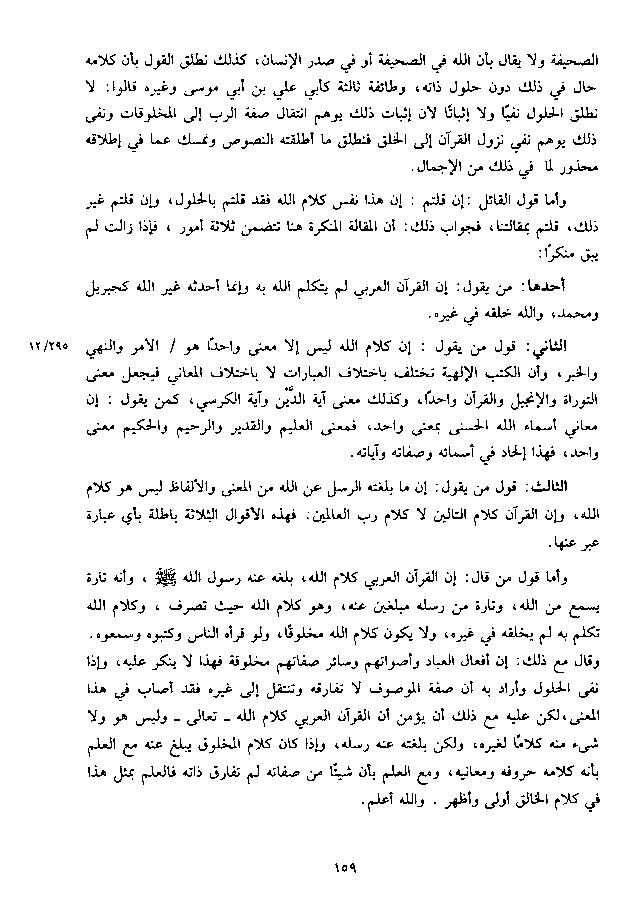 الصحيفة ولا يقال بأن الله في الصحيفة أو في صدر الإنسان، كذلك نطلق القول بأن كلامه
حال في ذلك دون حلول ذاته، وطائفة ثالثة كأبي علي بن أبي موسى وغيره قالوا: لا
نطلق الحلول نفيًا ولا إثباتًا لأن إثبات ذلك يوهم انتقال صفة الرب إلى المخلوقات ونفى
ذلك يوهم نفي نزول القرآن إلى الخلق فنطلق ما أطلقته النصوص ونمسك عما في إطلاقه
محذور لما في ذلك من الإجمال.
وأما قول القائل :إن قلتم : إن هذا نفس كلام الله فقد قلتم بالحلول، وإن قلتم غير
ذلك، قلتم بمقالتنا، فجواب ذلك: أن المقالة المنكرة هنا تتضمن ثلاثة أمور ، فإذا زالت لم
يبق منكرًا:
أحدها: من يقول: إن القرآن العربي لم يتكلم الله به وإنما أحدثه غير الله كجبريل
ومحمد، والله خلقه في غيره.
الثاني: قول من يقول : إن كلام الله ليس إلا معنى واحدًا هو / الأمر والنهي ١٢/٢٩٥
والخبر، وأن الكتب الإلهية تختلف باختلاف العبارات لا باختلاف المعاني فيجعل معنى
التوراة والإنجيل والقرآن واحدًا، وكذلك معنى آية الدَّيْن وآية الكرسي، كمن يقول : إن
معاني أسماء الله الحسنى بمعنى واحد، فمعنى العليم والقدير والرحيم والحكيم معنى
واحد، فهذا إلحاد في أسمائه وصفاته وآياته.
الثالث: قول من يقول: إن ما بلغته الرسل عن الله من المعنى والألفاظ ليس هو كلام
الله، وإن القرآن كلام التالين لا كلام رب العالمين. فهذه الأقوال الثلاثة باطلة بأي عبارة
عبر عنها.
وأما قول من قال: إن القرآن العربي كلام الله، بلغه عنه رسول الله ﷺ ، وأنه تارة
يسمع من الله، وتارة من رسله مبلغين عنه، وهو كلام الله حيث تصرف ، وكلام الله
تكلم به لم يخلقه في غيره، ولا يكون كلام الله مخلوقًا، ولو قرأه الناس وكتبوه وسمعوه.
وقال مع ذلك: إن أفعال العباد وأصواتهم وسائر صفاتهم مخلوقة فهذا لا ينكر عليه، وإذا
نفى الحلول وأراد به أن صفة الموصوف لا تفارقه وتنتقل إلى غيره فقد أصاب في هذا
المعنى،لكن عليه مع ذلك أن يؤمن أن القرآن العربي كلام الله ـ تعالى ـ وليس هو ولا
شىء منه كلامًا لغيره، ولكن بلغته عنه رسله، وإذا كان كلام المخلوق يبلغ عنه مع العلم
بأنه كلامه حروفه ومعانيه، ومع العلم بأن شيئًا من صفاته لم تفارق ذاته فالعلم بمثل هذا
في كلام الخالق أولى وأظهر . والله أعلم.
١٥٩